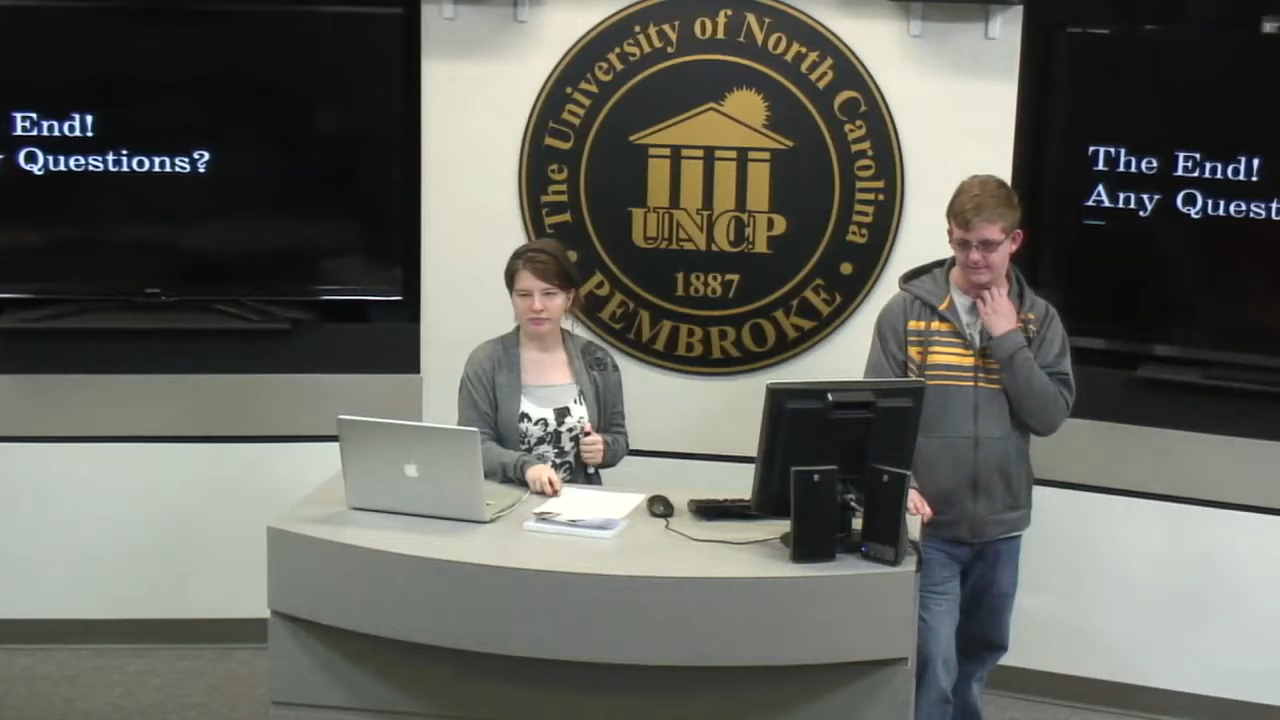 End!
Questions?
The University of North Carolina
UNCP
1887
• PEMBROKE •
The End!
Any Quest